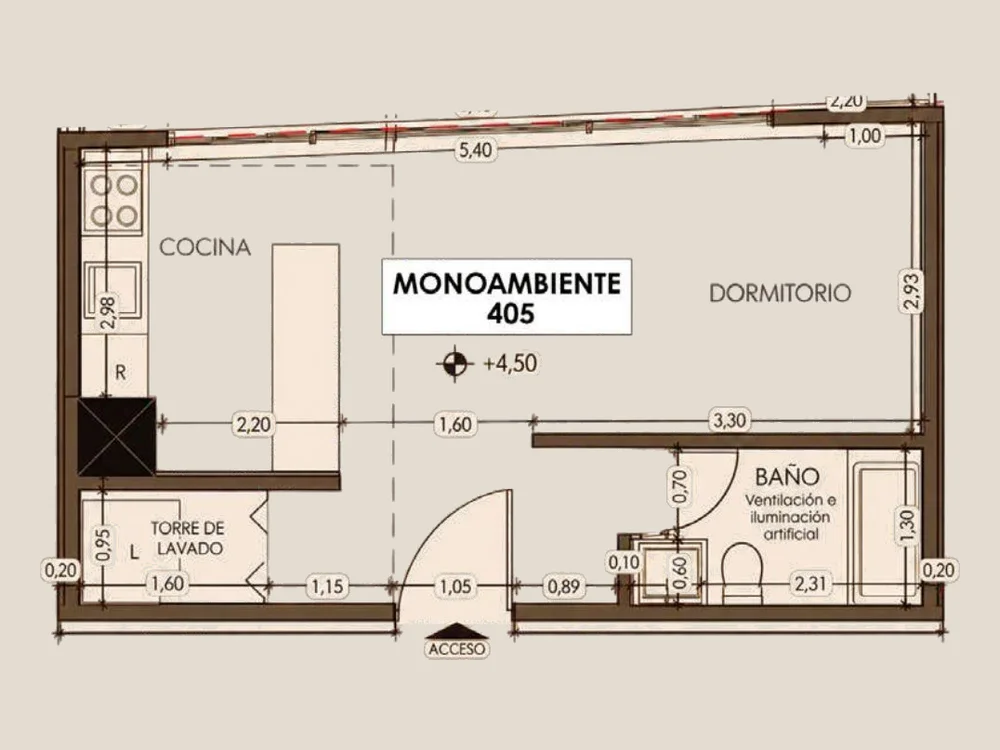 2,20
1,00
5,40
COCINA
MONOAMBIENTE
405
DORMITORIO
2,93
2,98
+4,50
R
2,20
1,60
3,30
BAÑO
Ventilación e
iluminación
artificial
0,70
1,30
TORRE DE
LAVADO
L
0,95
0,20
1,60
1,15
1,05
0,89
0,10
0,60
2,31
0,20
ACCESO